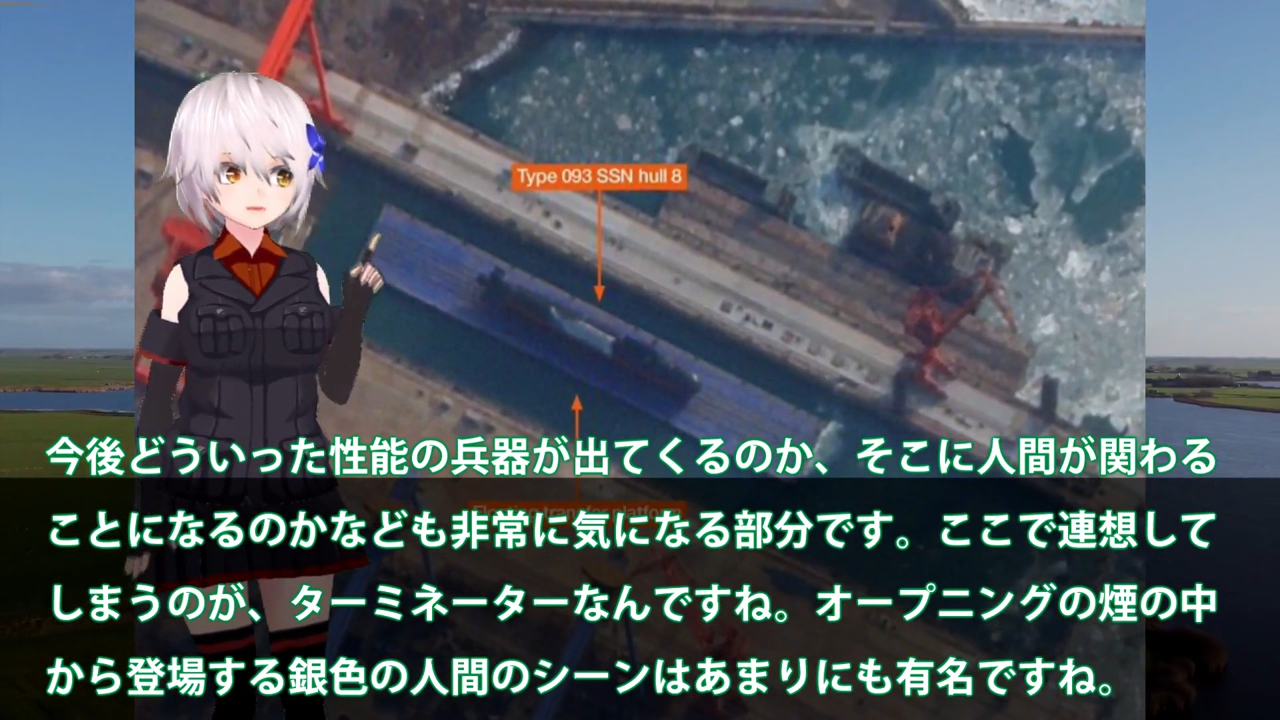 Type 093 SSN hull 8
Floating transfer platform
今後どういった性能の兵器が出てくるのか、そこに人間が関わる
ことになるのかなども非常に気になる部分です。ここで連想して
しまうのが、ターミネーターなんですね。オープニングの煙の中
から登場する銀色の人間のシーンはあまりにも有名ですね。